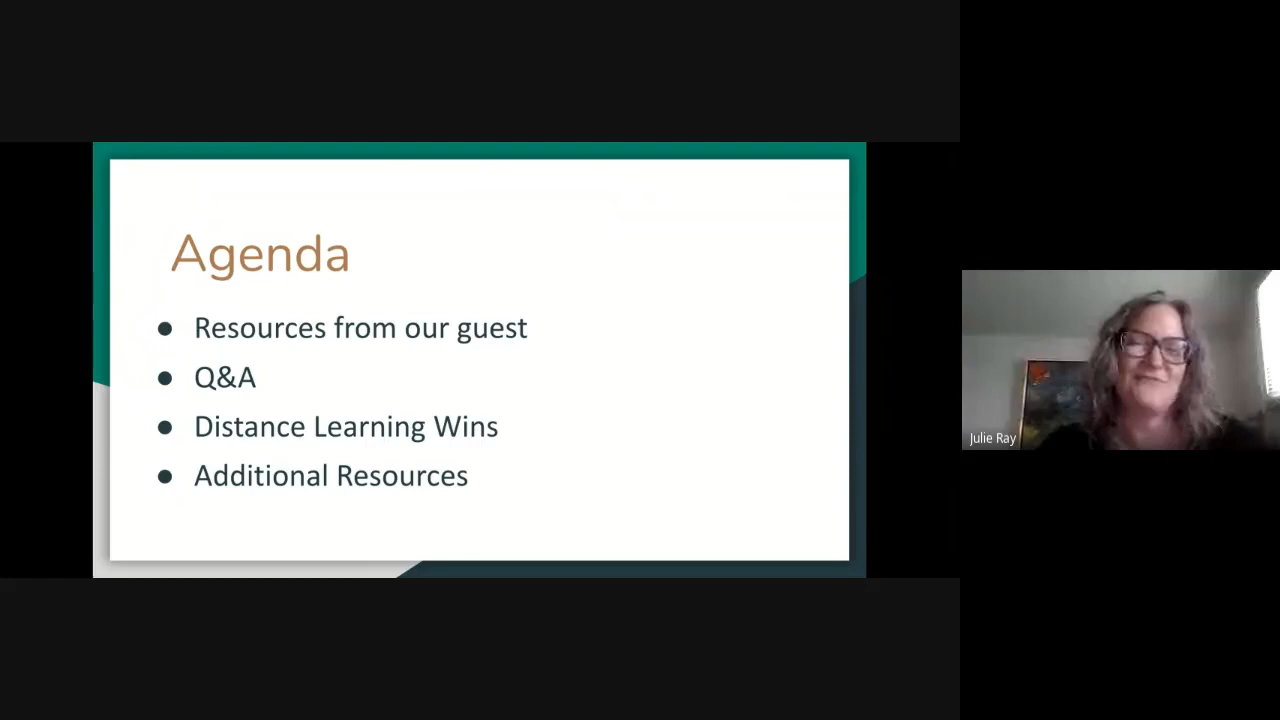 Agenda
● Resources from our guest
● Q&A
● Distance Learning Wins
● Additional Resources
Julie Ray